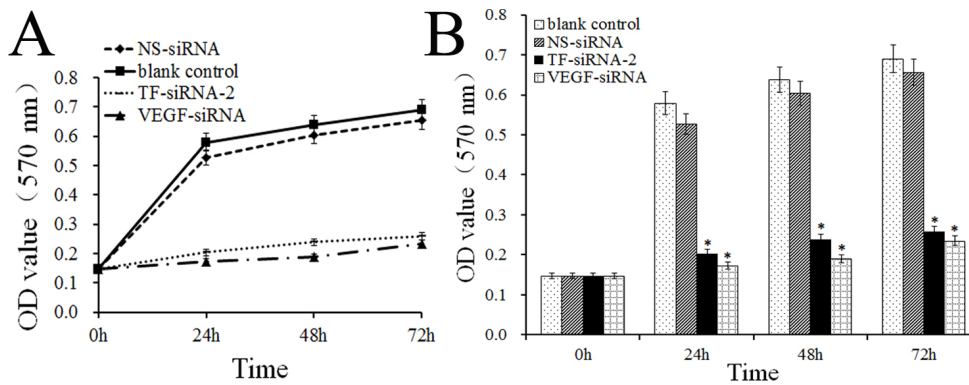 A
NS-siRNA
blank control
TF-siRNA-2
VEGF-siRNA
OD value（570 nm）
0.8
0.7
0.6
0.5
0.4
0.3
0.2
0.1
0.0
0h 24h 48h 72h
Time
B
blank control
NS-siRNA
TF-siRNA-2
VEGF-siRNA
OD value（570 nm）
0.8
0.7
0.6
0.5
0.4
0.3
0.2
0.1
0.0
* * * * * *
0h 24h 48h 72h
Time